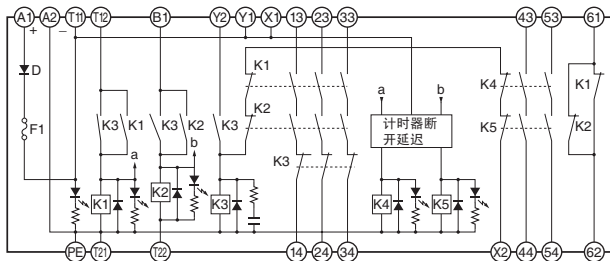 A1 A2 T11 T12 B1 Y2 Y1 X1 13 23 33 43 53 61
+ −
D
K1
K4
K1
a b
K3 K1 K3 K2 K3 K2
计时器断
开延迟
K5
K2
F1
a b
K3
K1 K2 K3 K4 K5
PE T21 T22 14 24 34 X2 44 54 62